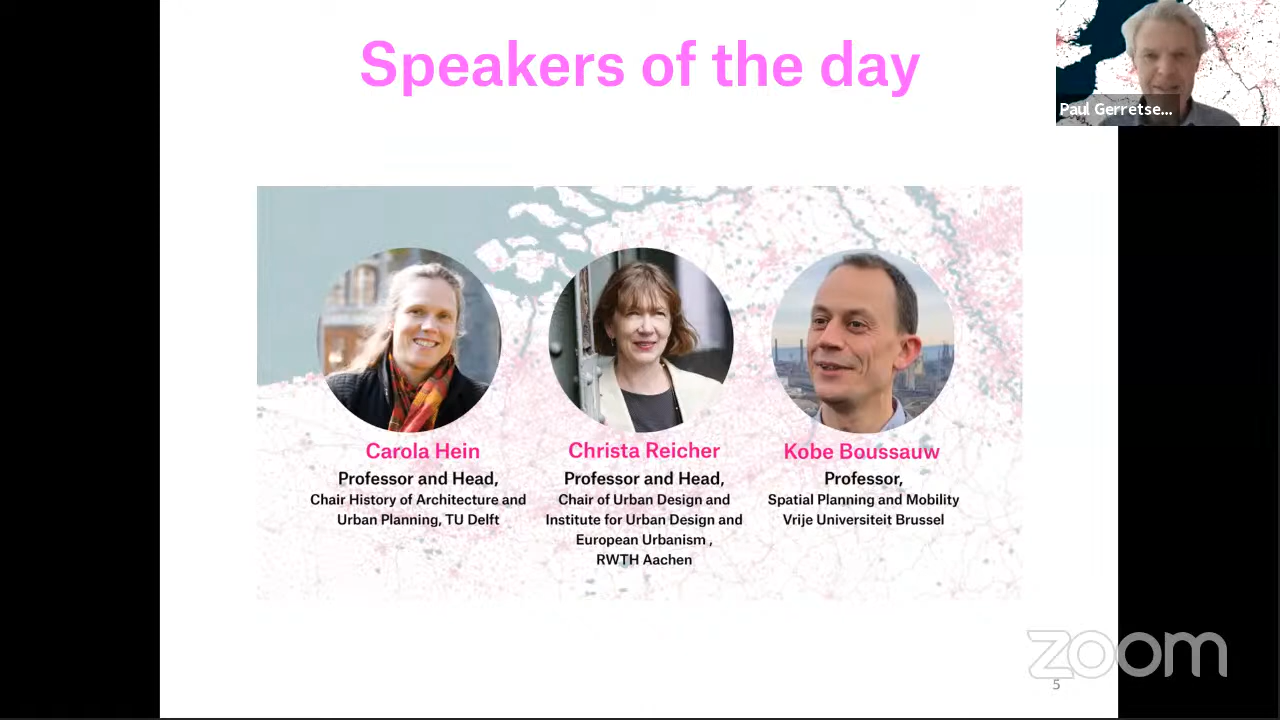 Speakers of the day
Paul Gerretse...
Carola Hein
Professor and Head,
Chair History of Architecture and
Urban Planning, TU Delft
Christa Reicher
Professor and Head,
Chair of Urban Design and
Institute for Urban Design and
European Urbanism ,
RWTH Aachen
Kobe Boussauw
Professor,
Spatial Planning and Mobility
Vrije Universiteit Brussel
zoom
5